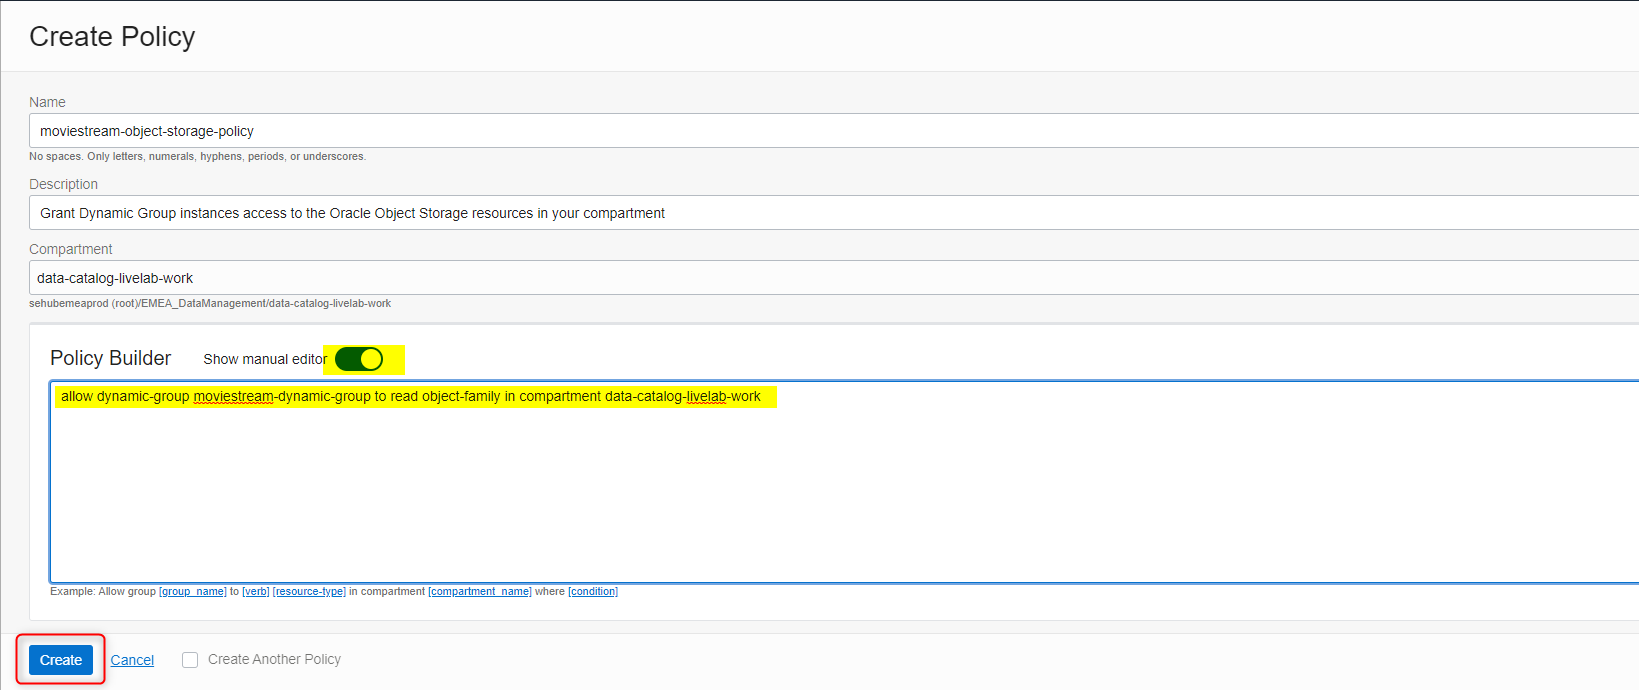 Create Policy
Name
moviestream-object-storage-policy
No spaces. Only letters, numerals, hyphens, periods, or underscores.
Description
Grant Dynamic Group instances access to the Oracle Object Storage resources in your compartment
Compartment
data-catalog-livelab-work
sehubemeaprod (root)/EMEA_DataManagement/data-catalog-livelab-work
Policy Builder Show manual editor
allow dynamic-group moviestream-dynamic-group to read object-family in compartment data-catalog-livelab-work
Example: Allow group [group_name] to [verb] [resource-type] in compartment [compartment_name] where [condition]
Create Cancel Create Another Policy